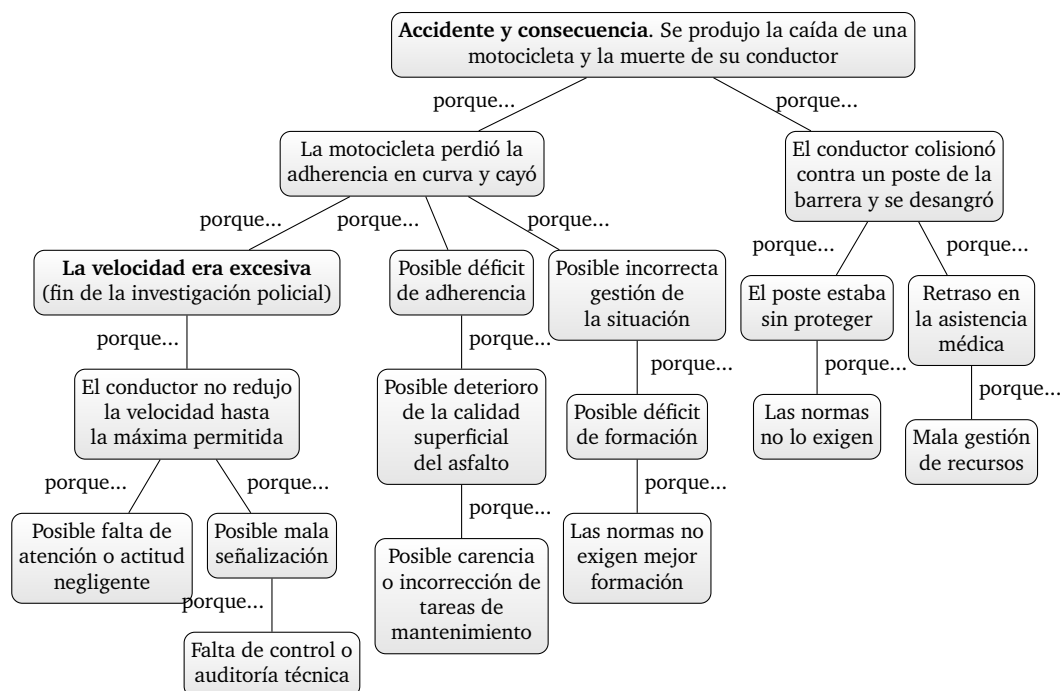 Accidente y consecuencia. Se produjo la caída de una
motocicleta y la muerte de su conductor
porque...
porque...
La motocicleta perdió la
adherencia en curva y cayó
El conductor colisionó
contra un poste de la
barrera y se desangró
porque...
porque...
porque...
porque...
porque...
La velocidad era excesiva
(fin de la investigación policial)
Posible déficit
de adherencia
Posible incorrecta
gestión de
la situación
El poste estaba
sin proteger
Retraso en
la asistencia
médica
porque...
porque...
porque...
porque...
porque...
El conductor no redujo
la velocidad hasta
la máxima permitida
Posible deterioro
de la calidad
superficial
del asfalto
Posible déficit
de formación
Las normas
no lo exigen
Mala gestión
de recursos
porque...
porque...
porque...
porque...
Posible falta de
atención o actitud
negligente
Posible mala
señalización
Posible carencia
o incorrección de
tareas de
mantenimiento
Las normas no
exigen mejor
formación
porque...
Falta de control o
auditoría técnica